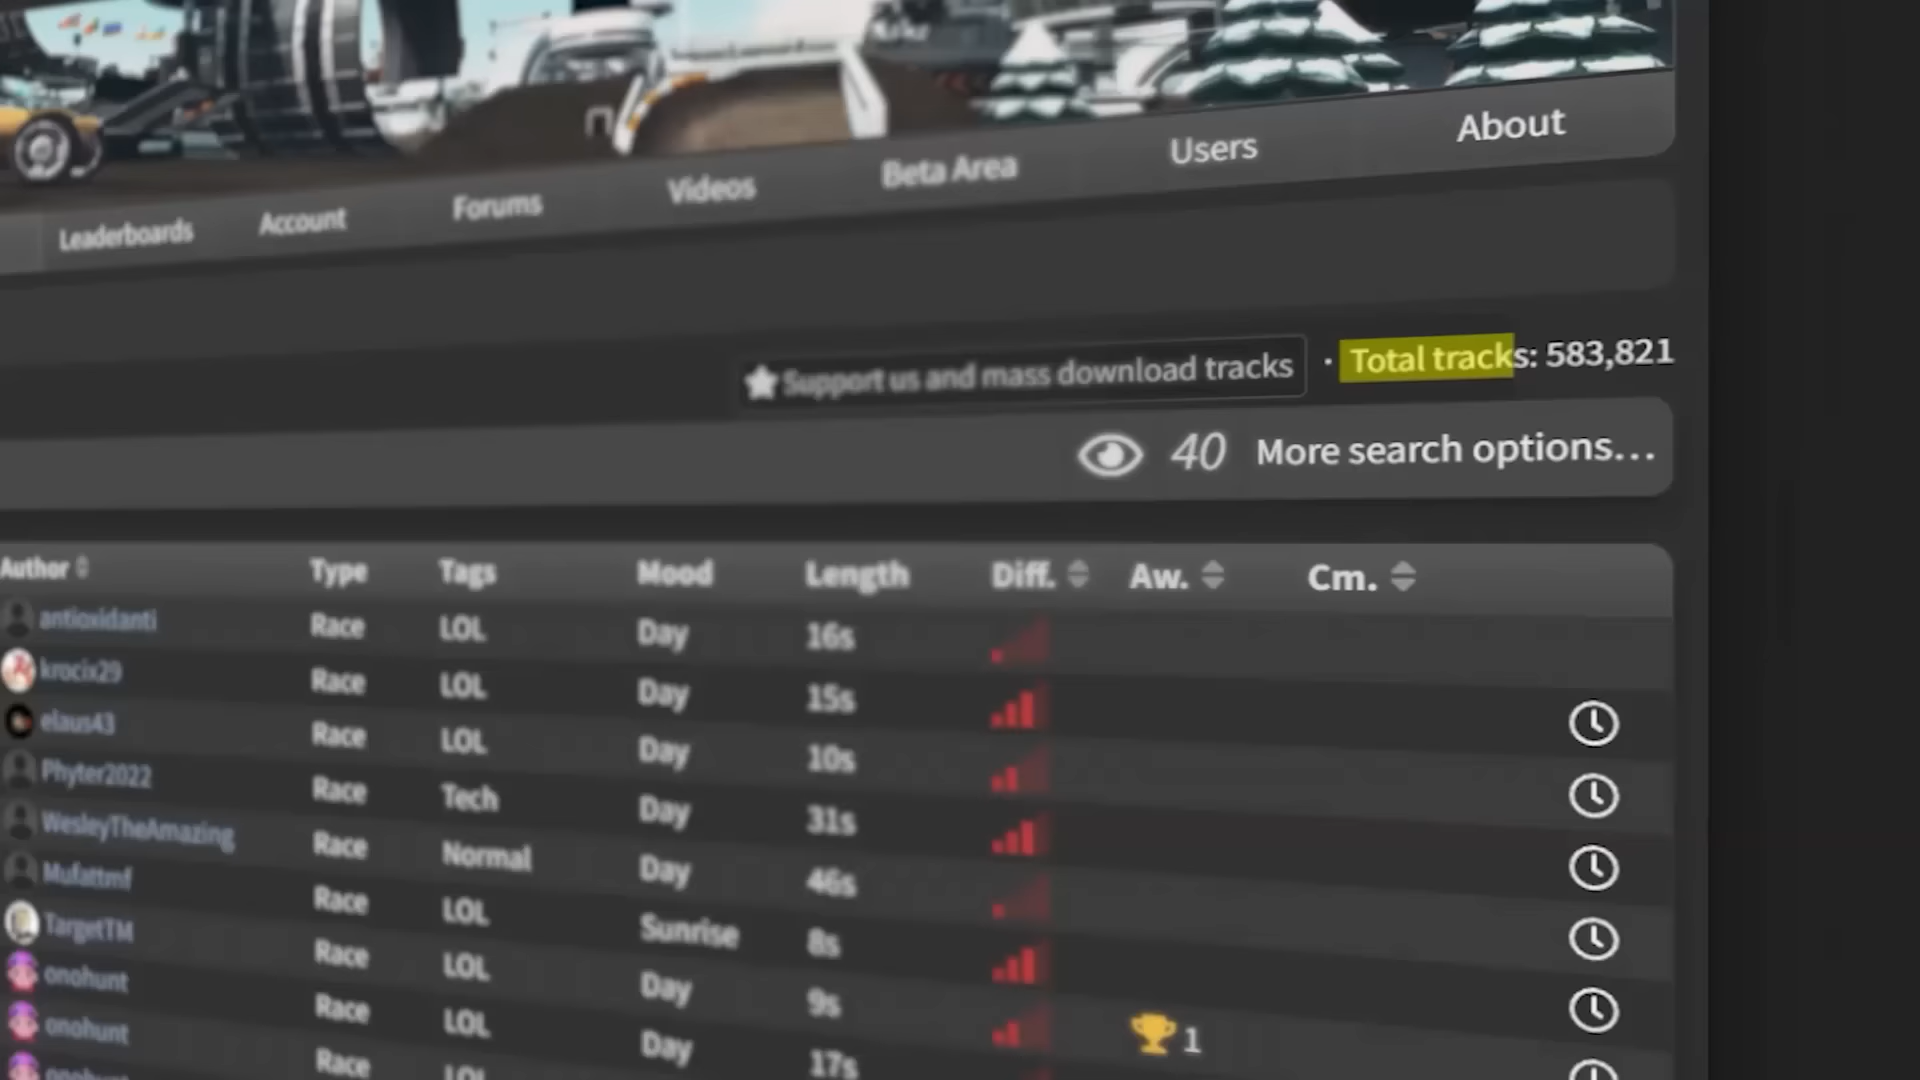 Leaderboards Account Forums Videos Beta Area Users About
Support us and mass download tracks · Total tracks: 583,821
40 More search options...
Author Type Tags Mood Length Diff. Aw. Cm.
antioxidanti Race LOL Day 16s
krocix29 Race LOL Day 15s
elaus43 Race LOL Day 10s
Phyter2022 Race Tech Day 31s
WesleyTheAmazing Race Normal Day 46s
Mufattmf Race LOL Sunrise 8s
TargetTM Race LOL Day 9s
onohunt Race LOL Day 17s 1
onohunt Race LOL
onohunt